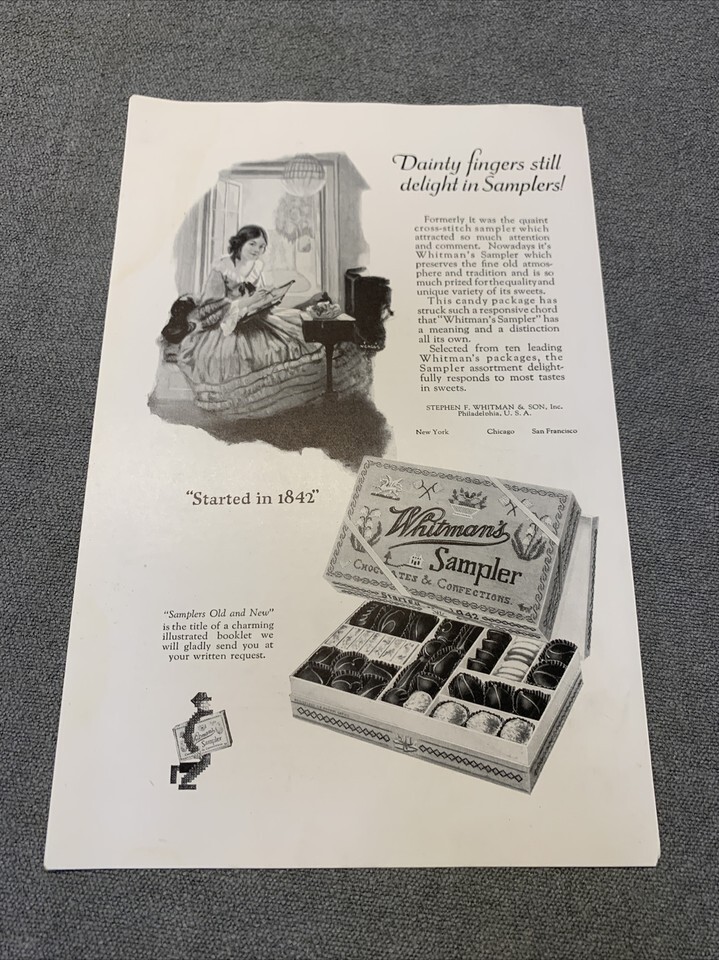 Dainty fingers still
delight in Samplers!
Formerly it was the quaint
cross-stitch sampler which
attracted so much attention
and comment. Nowadays it's
Whitman's Sampler which
preserves the fine old atmos-
phere and tradition and is so
much prized for the quality and
unique variety of its sweets.
This candy package has
struck such a responsive chord
that "Whitman's Sampler" has
a meaning and a distinction
all its own.
Selected from ten leading
Whitman's packages, the
Sampler assortment delight-
fully responds to most tastes
in sweets.
STEPHEN F. WHITMAN & SON, Inc.
Philadelphia, U. S. A.
New York Chicago San Francisco
"Started in 1842"
Whitman's
Sampler
CHOCOLATES & CONFECTIONS.
STARTED IN 1842
"Samplers Old and New"
is the title of a charming
illustrated booklet we
will gladly send you at
your written request.
Whitman's
Sampler